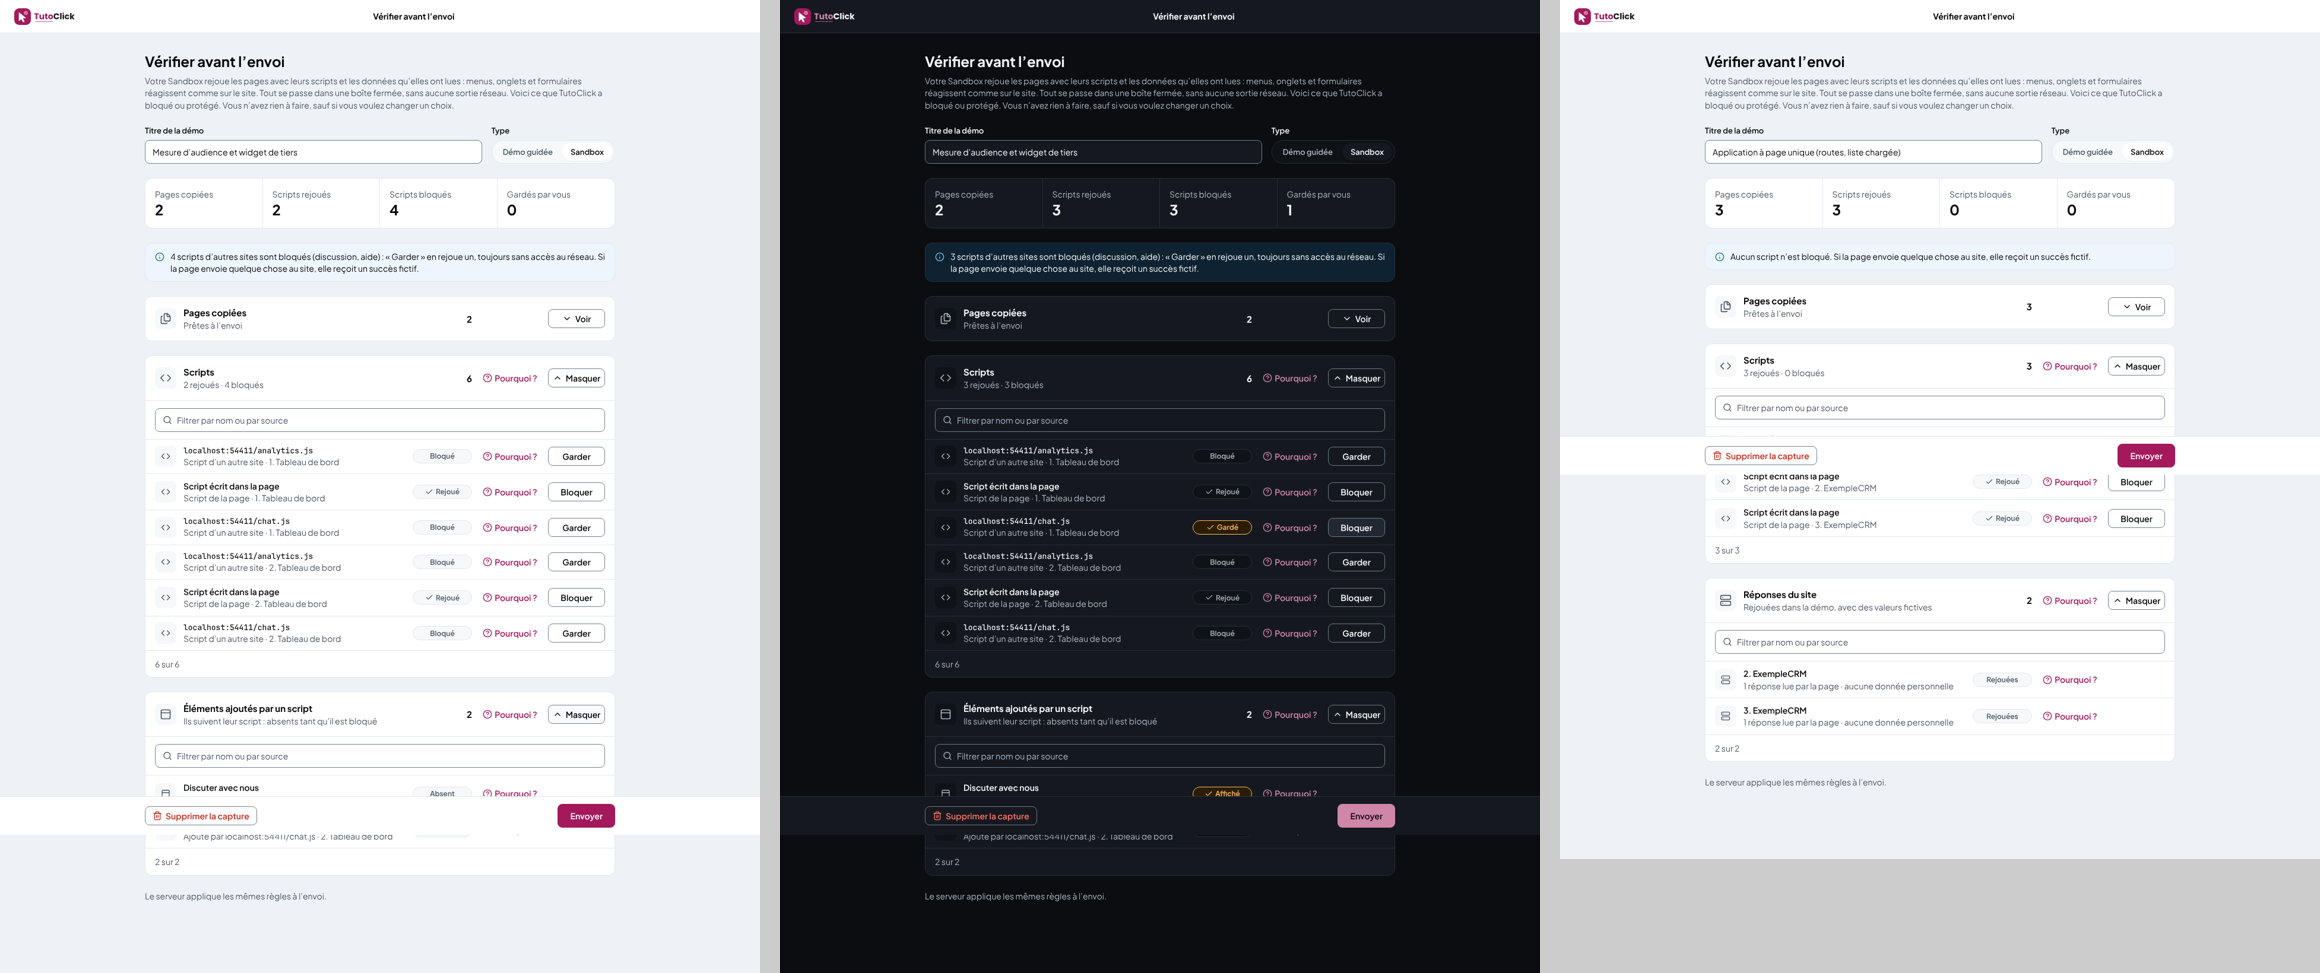 TutoClick
Vérifier avant l'envoi
Vérifier avant l'envoi
Votre Sandbox rejoue les pages avec leurs scripts et les données qu'elles ont lues : menus, onglets et formulaires
réagissent comme sur le site. Tout se passe dans une boîte fermée, sans aucune sortie réseau. Voici ce que TutoClick a
bloqué ou protégé. Vous n'avez rien à faire, sauf si vous voulez changer un choix.
Titre de la démo
Type
Mesure d'audience et widget de tiers
Démo guidée
Sandbox
Pages copiées
Scripts rejoués
Scripts bloqués
Gardés par vous
2
2
4
0
4 scripts d'autres sites sont bloqués (discussion, aide) : « Garder » en rejoue un, toujours sans accès au réseau. Si
la page envoie quelque chose au site, elle reçoit un succès fictif.
Pages copiées
Prêtes à l'envoi
2
Voir
Scripts
2 rejoués · 4 bloqués
6
Pourquoi ?
Masquer
Filtrer par nom ou par source
localhost:54411/analytics.js
Script d'un autre site · 1. Tableau de bord
Bloqué
Pourquoi ?
Garder
Script écrit dans la page
Script de la page · 1. Tableau de bord
Rejoué
Pourquoi ?
Bloquer
localhost:54411/chat.js
Script d'un autre site · 1. Tableau de bord
Bloqué
Pourquoi ?
Garder
localhost:54411/analytics.js
Script d'un autre site · 2. Tableau de bord
Bloqué
Pourquoi ?
Garder
Script écrit dans la page
Script de la page · 2. Tableau de bord
Rejoué
Pourquoi ?
Bloquer
localhost:54411/chat.js
Script d'un autre site · 2. Tableau de bord
Bloqué
Pourquoi ?
Garder
6 sur 6
Éléments ajoutés par un script
Ils suivent leur script : absents tant qu'il est bloqué
2
Pourquoi ?
Masquer
Filtrer par nom ou par source
Discuter avec nous
Absent
Pourquoi ?
Supprimer la capture
Envoyer
Ajouté par localhost:54411/chat.js · 2. Tableau de bord
2 sur 2
Le serveur applique les mêmes règles à l'envoi.
TutoClick
Vérifier avant l'envoi
Vérifier avant l'envoi
Votre Sandbox rejoue les pages avec leurs scripts et les données qu'elles ont lues : menus, onglets et formulaires
réagissent comme sur le site. Tout se passe dans une boîte fermée, sans aucune sortie réseau. Voici ce que TutoClick a
bloqué ou protégé. Vous n'avez rien à faire, sauf si vous voulez changer un choix.
Titre de la démo
Type
Mesure d'audience et widget de tiers
Démo guidée
Sandbox
Pages copiées
Scripts rejoués
Scripts bloqués
Gardés par vous
2
3
3
1
3 scripts d'autres sites sont bloqués (discussion, aide) : « Garder » en rejoue un, toujours sans accès au réseau. Si
la page envoie quelque chose au site, elle reçoit un succès fictif.
Pages copiées
Prêtes à l'envoi
2
Voir
Scripts
3 rejoués · 3 bloqués
6
Pourquoi ?
Masquer
Filtrer par nom ou par source
localhost:54411/analytics.js
Script d'un autre site · 1. Tableau de bord
Bloqué
Pourquoi ?
Garder
Script écrit dans la page
Script de la page · 1. Tableau de bord
Rejoué
Pourquoi ?
Bloquer
localhost:54411/chat.js
Script d'un autre site · 1. Tableau de bord
Gardé
Pourquoi ?
Bloquer
localhost:54411/analytics.js
Script d'un autre site · 2. Tableau de bord
Bloqué
Pourquoi ?
Garder
Script écrit dans la page
Script de la page · 2. Tableau de bord
Rejoué
Pourquoi ?
Bloquer
localhost:54411/chat.js
Script d'un autre site · 2. Tableau de bord
Bloqué
Pourquoi ?
Garder
6 sur 6
Éléments ajoutés par un script
Ils suivent leur script : absents tant qu'il est bloqué
2
Pourquoi ?
Masquer
Filtrer par nom ou par source
Discuter avec nous
Affiché
Pourquoi ?
Supprimer la capture
Envoyer
Ajouté par localhost:54411/chat.js · 2. Tableau de bord
2 sur 2
Le serveur applique les mêmes règles à l'envoi.
TutoClick
Vérifier avant l'envoi
Vérifier avant l'envoi
Votre Sandbox rejoue les pages avec leurs scripts et les données qu'elles ont lues : menus, onglets et formulaires
réagissent comme sur le site. Tout se passe dans une boîte fermée, sans aucune sortie réseau. Voici ce que TutoClick a
bloqué ou protégé. Vous n'avez rien à faire, sauf si vous voulez changer un choix.
Titre de la démo
Type
Application à page unique (routes, liste chargée)
Démo guidée
Sandbox
Pages copiées
Scripts rejoués
Scripts bloqués
Gardés par vous
3
3
0
0
Aucun script n'est bloqué. Si la page envoie quelque chose au site, elle reçoit un succès fictif.
Pages copiées
Prêtes à l'envoi
3
Voir
Scripts
3 rejoués · 0 bloqués
3
Pourquoi ?
Masquer
Filtrer par nom ou par source
Supprimer la capture
Envoyer
Script écrit dans la page
Script de la page · 2. ExempleCRM
Rejoué
Pourquoi ?
Bloquer
Script écrit dans la page
Script de la page · 3. ExempleCRM
Rejoué
Pourquoi ?
Bloquer
3 sur 3
Réponses du site
Rejouées dans la démo, avec des valeurs fictives
2
Pourquoi ?
Masquer
Filtrer par nom ou par source
2. ExempleCRM
1 réponse lue par la page · aucune donnée personnelle
Rejouées
Pourquoi ?
3. ExempleCRM
1 réponse lue par la page · aucune donnée personnelle
Rejouées
Pourquoi ?
2 sur 2
Le serveur applique les mêmes règles à l'envoi.